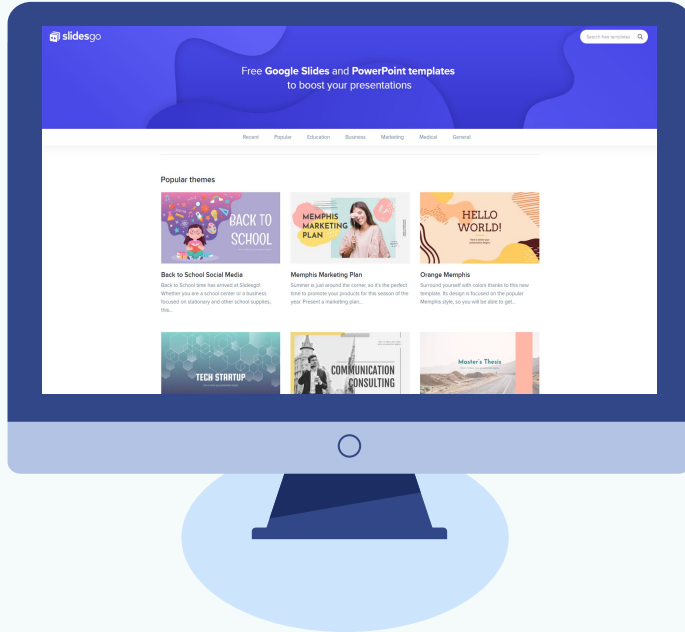 slidesgo
Search free templates
Free Google Slides and PowerPoint templates
to boost your presentations
Recent Popular Education Business Marketing Medical General
Popular themes
BACK TO
SCHOOL
MEMPHIS
MARKETING
PLAN
HELLO
WORLD!
Back to School Social Media
Back to School time has arrived at Slidesgo!
Whether you are a school center or a business
focused on stationary and other school supplies,
this...
Memphis Marketing Plan
Summer is just around the corner, so it's the perfect
time to promote your products for this season of the
year. Present a marketing plan...
Orange Memphis
Surround yourself with colors thanks to this new
template. Its design is focused on the popular
Memphis style, so you will be able to get...
TECH STARTUP
COMMUNICATION
CONSULTING
Master's Thesis